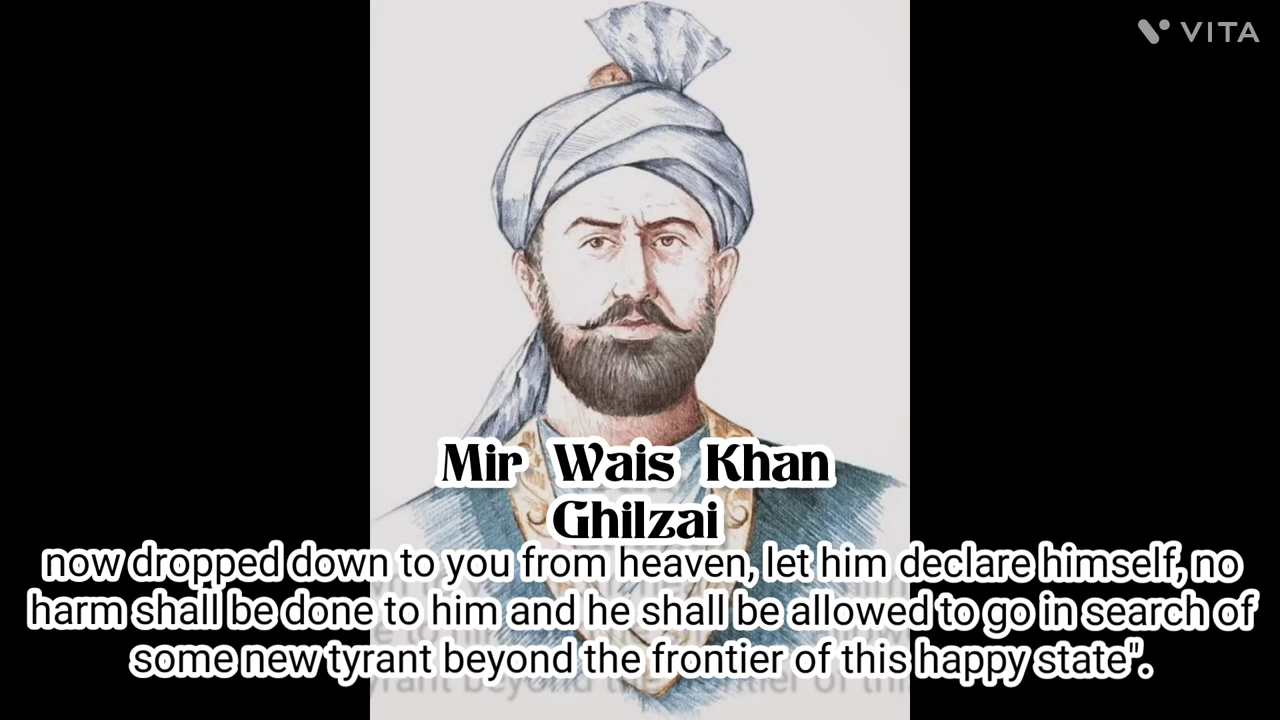 VITA
Mir Wais Khan
Ghilzai
now dropped down to you from heaven, let him declare himself, no
harm shall be done to him and he shall be allowed to go in search of
some new tyrant beyond the frontier of this happy state".